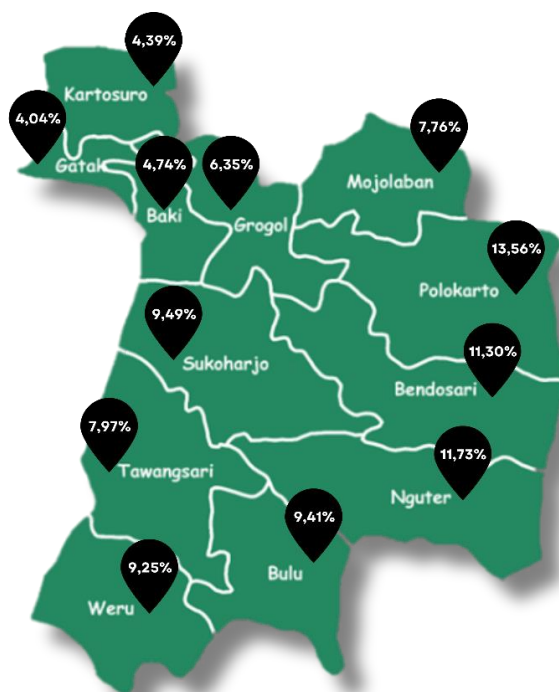 4,39%
Kartosuro
4,04%
Gatak
4,74%
Baki
6,35%
Grogol
7,76%
Mojolaban
13,56%
Polokarto
9,49%
Sukoharjo
11,30%
Bendosari
7,97%
Tawangsari
11,73%
Nguter
9,41%
Bulu
9,25%
Weru